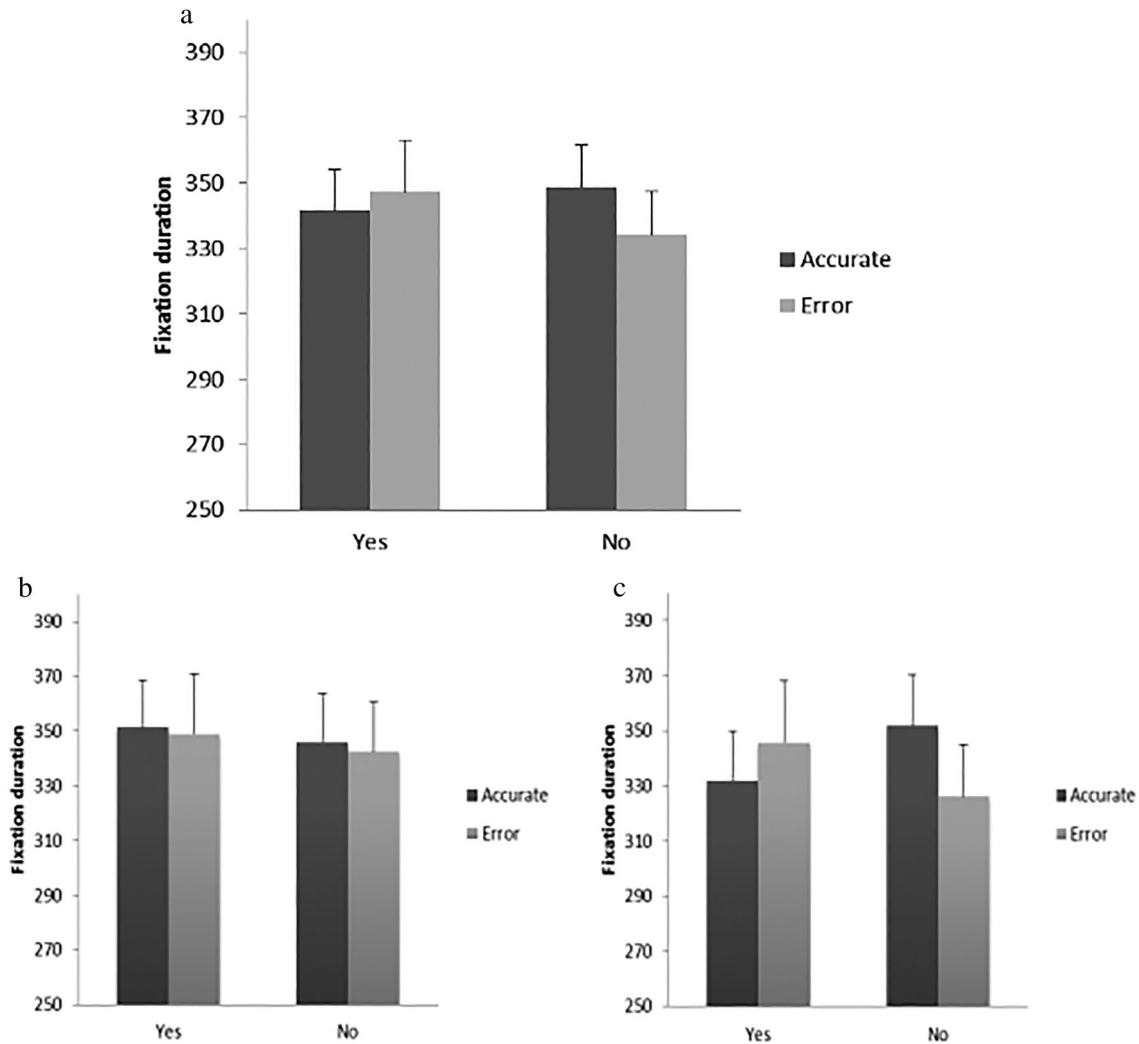 a
390
370
350
330
310
290
270
250
Fixation duration
Yes No
Accurate
Error
b
390
370
350
330
310
290
270
250
Fixation duration
Yes No
Accurate
Error
c
390
370
350
330
310
290
270
250
Fixation duration
Yes No
Accurate
Error